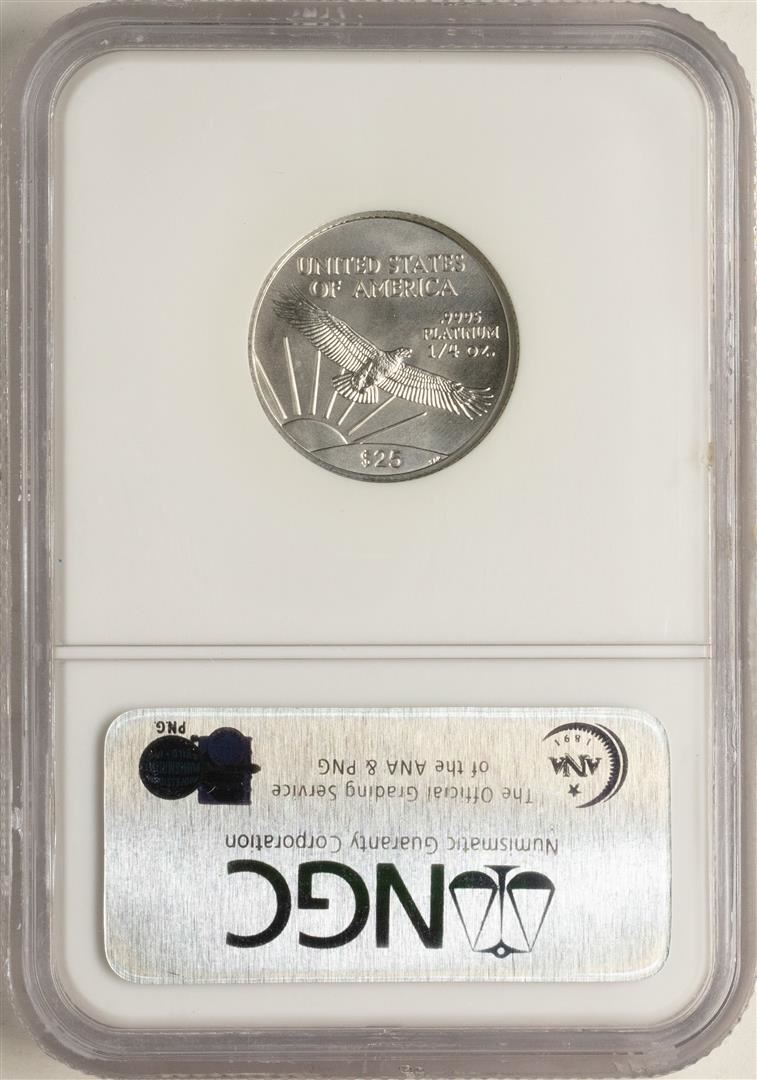 UNITED STATES
OF AMERICA
.9995
PLATINUM
1/4 oz.
$25
NGC
Numismatic Guaranty Corporation
The Official Grading Service
of the ANA & PNG
ANA
1891
PNG